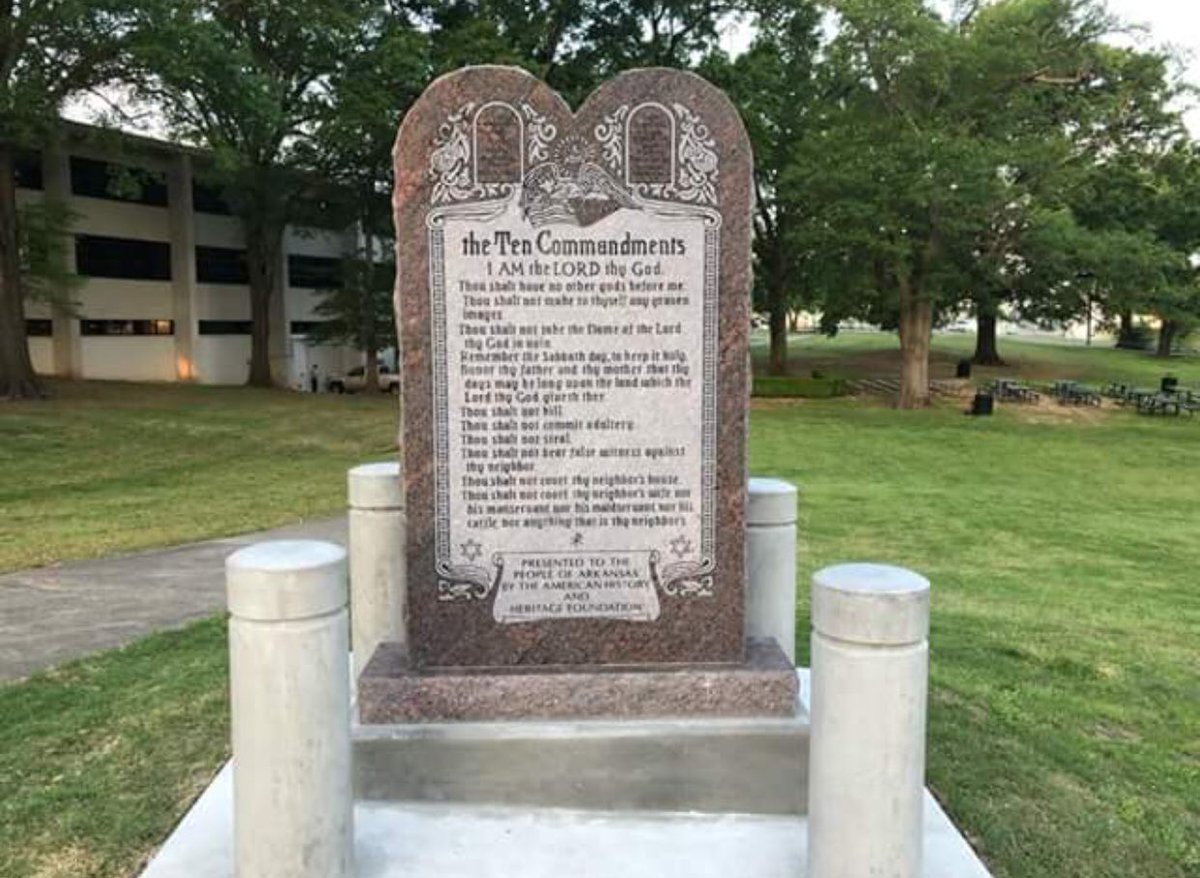 the Ten Commandments
I AM the LORD thy God.
Thou shalt have no other gods before me.
Thou shalt not make to thyself any graven
images.
Thou shalt not take the Name of the Lord
thy God in vain.
Remember the Sabbath day, to keep it holy.
Honor thy father and thy mother that thy
days may be long upon the land which the
Lord thy God giveth thee.
Thou shalt not kill.
Thou shalt not commit adultery.
Thou shalt not steal.
Thou shalt not bear false witness against
thy neighbor.
Thou shalt not covet thy neighbor's house.
Thou shalt not covet thy neighbor's wife nor
his manservant nor his maidservant nor his
cattle nor anything that is thy neighbor's.
PRESENTED TO THE
PEOPLE OF ARKANSAS
BY THE AMERICAN HISTORY
AND
HERITAGE FOUNDATION